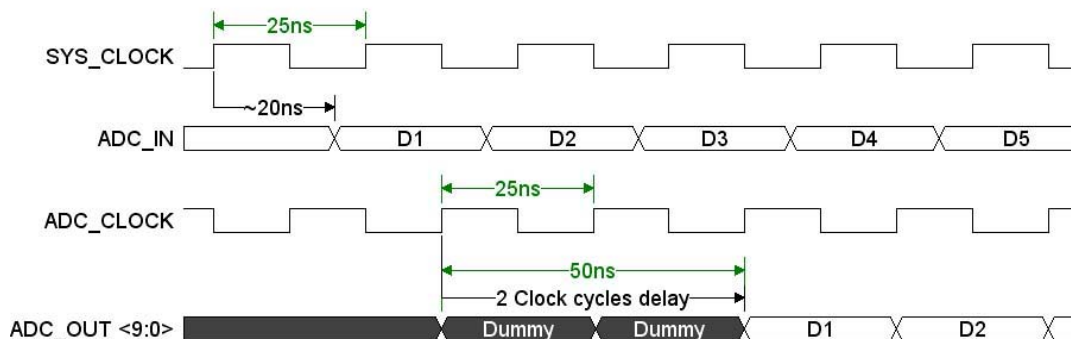 25ns
SYS_CLOCK
~20ns
ADC_IN D1 D2 D3 D4 D5
25ns
ADC_CLOCK
50ns
2 Clock cycles delay
ADC_OUT <9:0> Dummy Dummy D1 D2